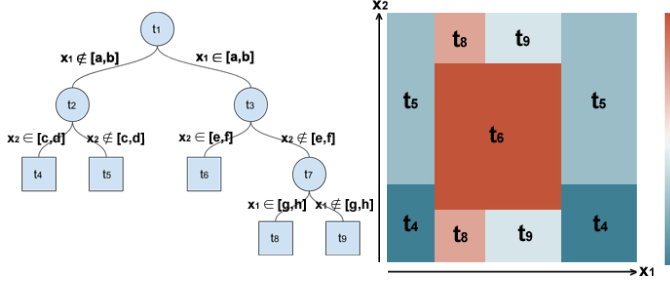 t1
x1 ∉ [a,b]
x1 ∈ [a,b]
t2
t3
x2 ∈ [c,d]
x2 ∉ [c,d]
x2 ∈ [e,f]
x2 ∉ [e,f]
t4
t5
t6
t7
x1 ∈ [g,h]
x1 ∉ [g,h]
t8
t9
x2
t8
t9
t5
t5
t6
t4
t8
t9
t4
x1